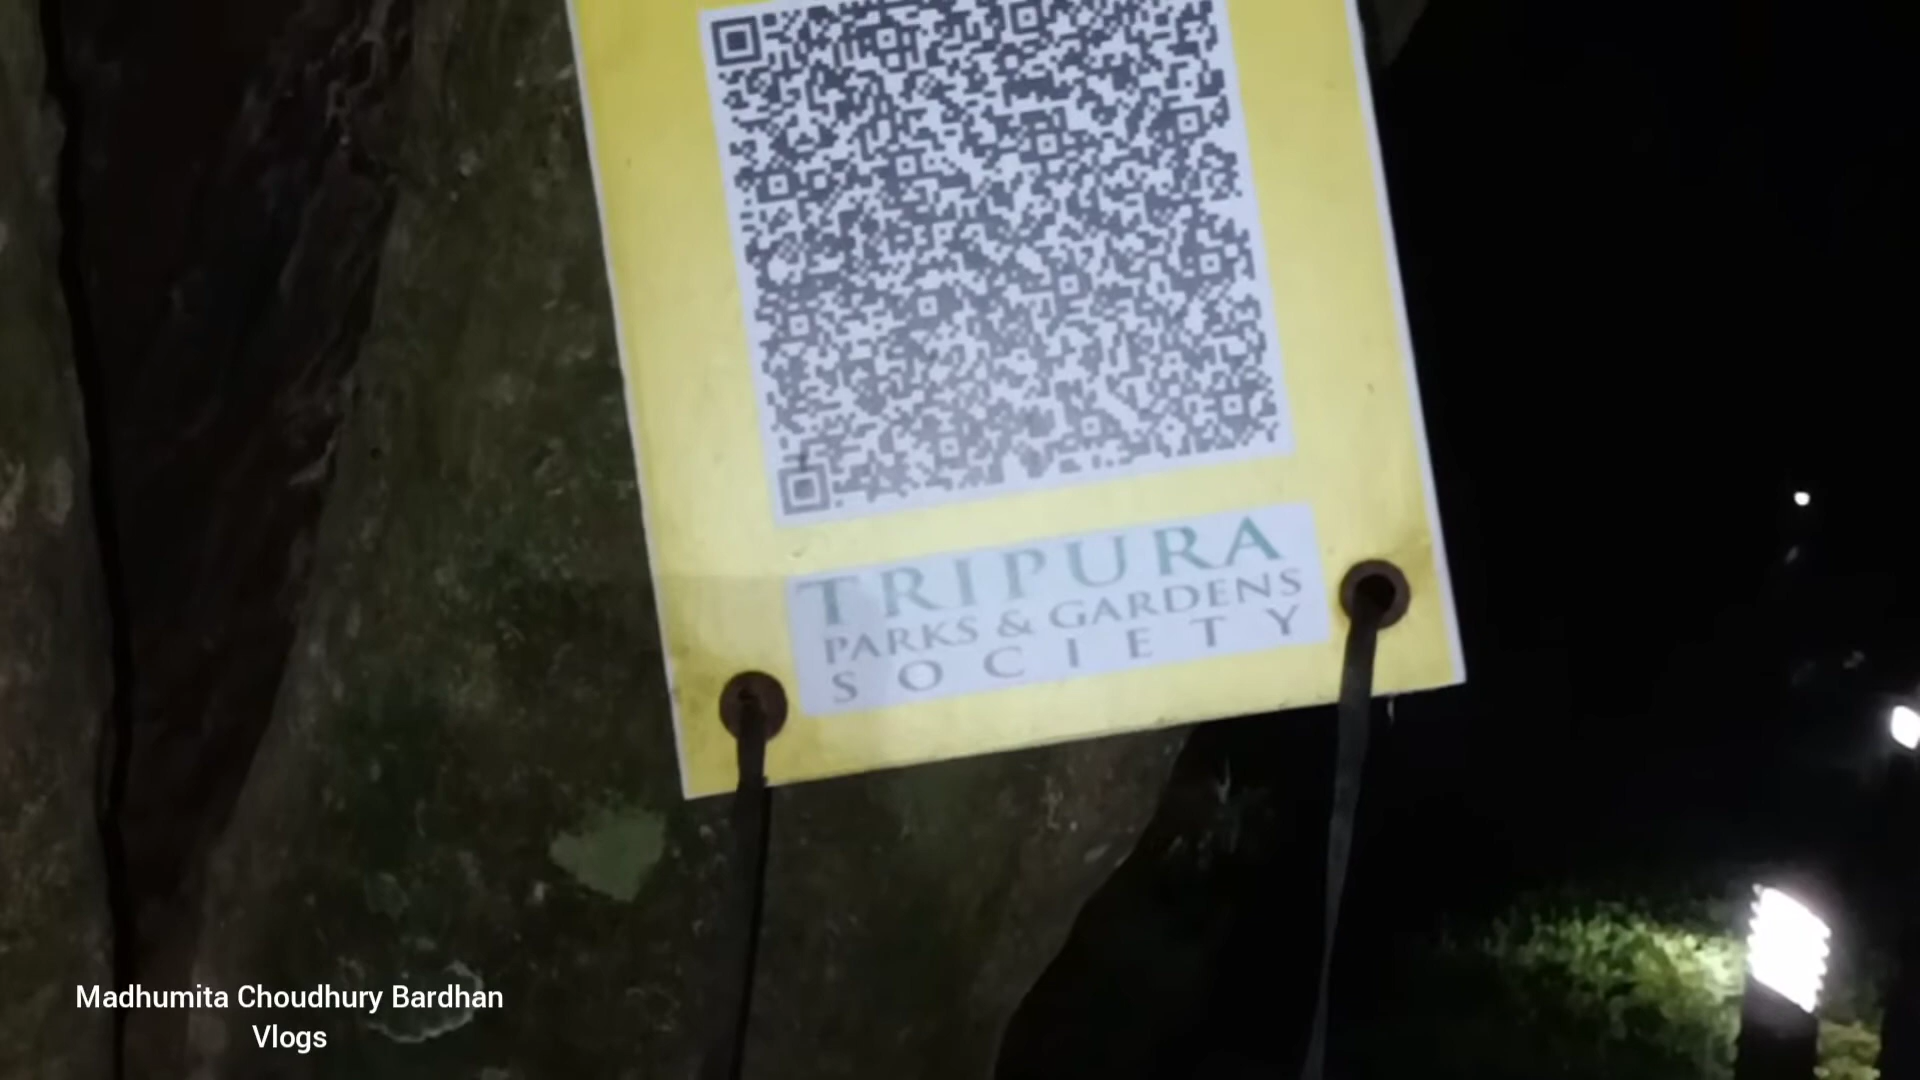 TRIPURA
PARKS & GARDENS
SOCIETY
Madhumita Choudhury Bardhan
Vlogs